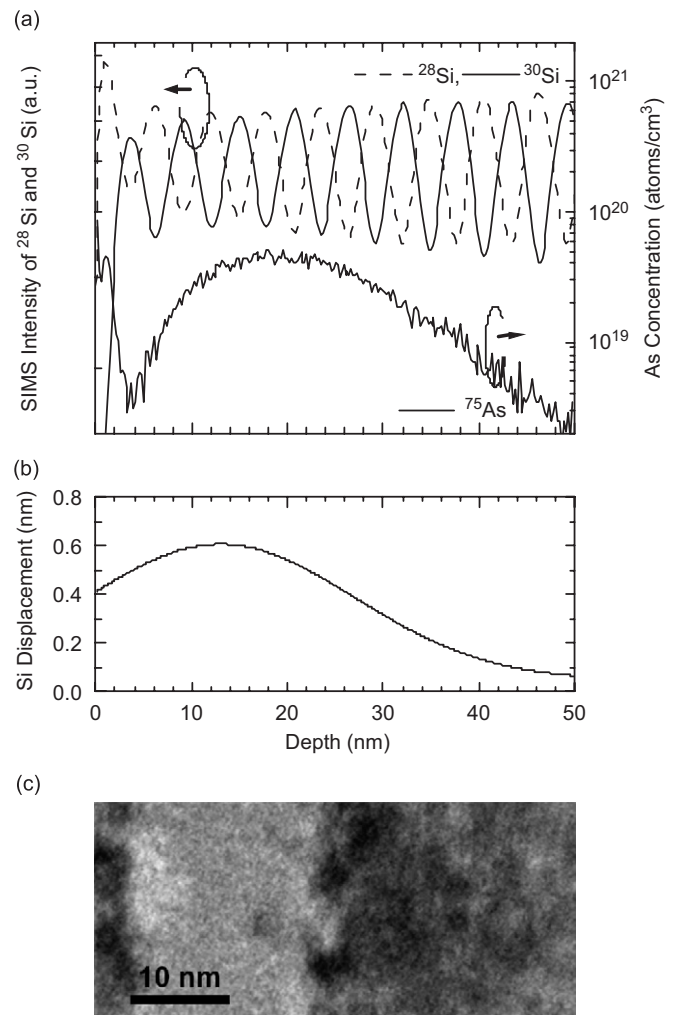 (a)
SIMS Intensity of ²⁸Si and ³⁰Si (a.u.)
²⁸Si, ³⁰Si
10²¹
10²⁰
10¹⁹
As Concentration (atoms/cm³)
⁷⁵As
(b)
Si Displacement (nm)
0.8
0.6
0.4
0.2
0.0
0 10 20 30 40 50
Depth (nm)
(c)
10 nm